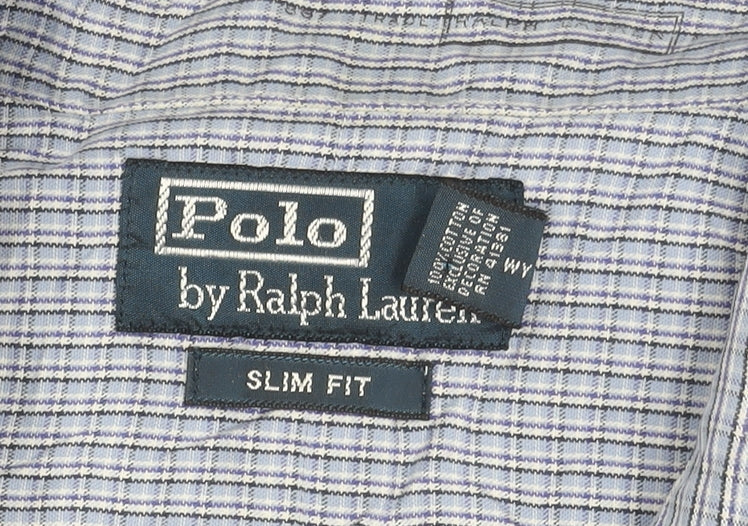 Polo
by Ralph Lauren
100% COTTON
EXCLUSIVE OF
DECORATION
RN 41381
WY
SLIM FIT